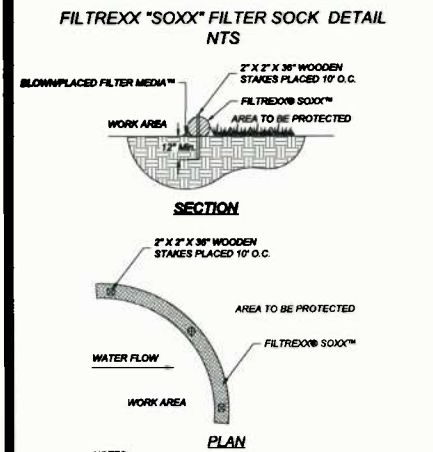 FILTREXX "SOXX" FILTER SOCK DETAIL
NTS
2" X 2" X 36" WOODEN
STAKES PLACED 10' O.C.
BLOWN/PLACED FILTER MEDIA™
FILTREXX® SOXX™
WORK AREA
AREA TO BE PROTECTED
12" Min.
SECTION
2" X 2" X 36" WOODEN
STAKES PLACED 10' O.C.
AREA TO BE PROTECTED
FILTREXX® SOXX™
WATER FLOW
WORK AREA
PLAN